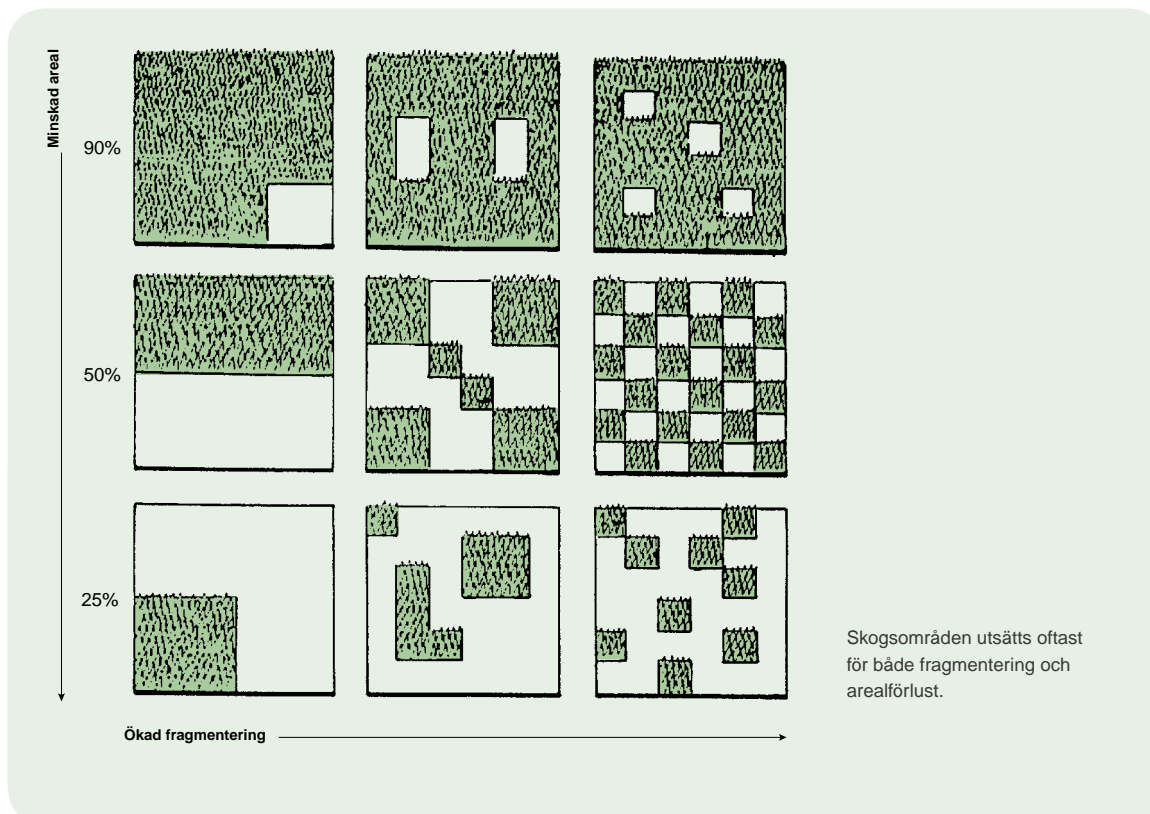 Minskad areal
90%
50%
25%
Ökad fragmentering
Skogsområden utsätts oftast
för både fragmentering och
arealförlust.